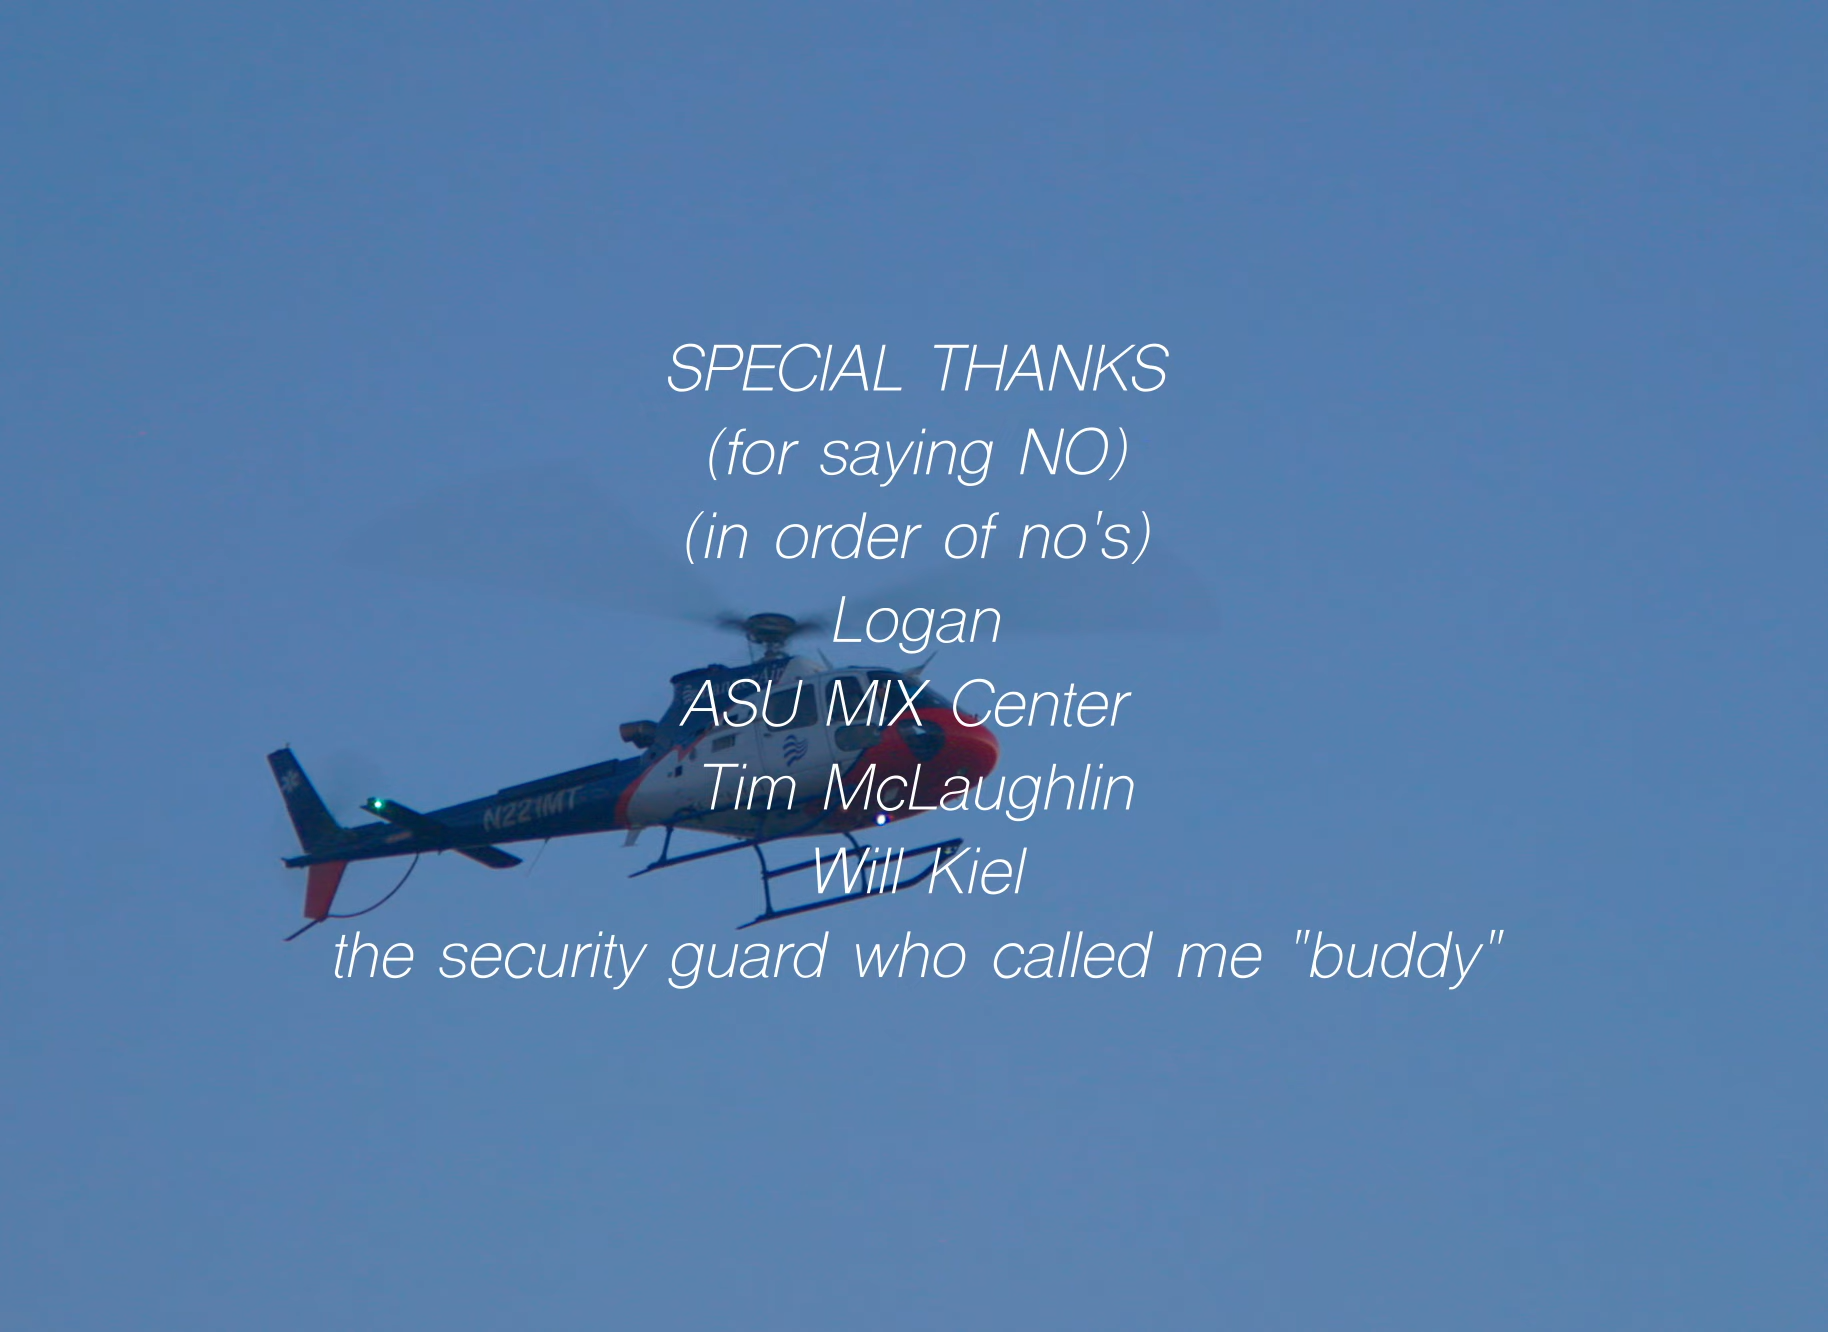 SPECIAL THANKS
(for saying NO)
(in order of no's)
Logan
ASU MIX Center
Tim McLaughlin
Will Kiel
the security guard who called me "buddy"
N221MT